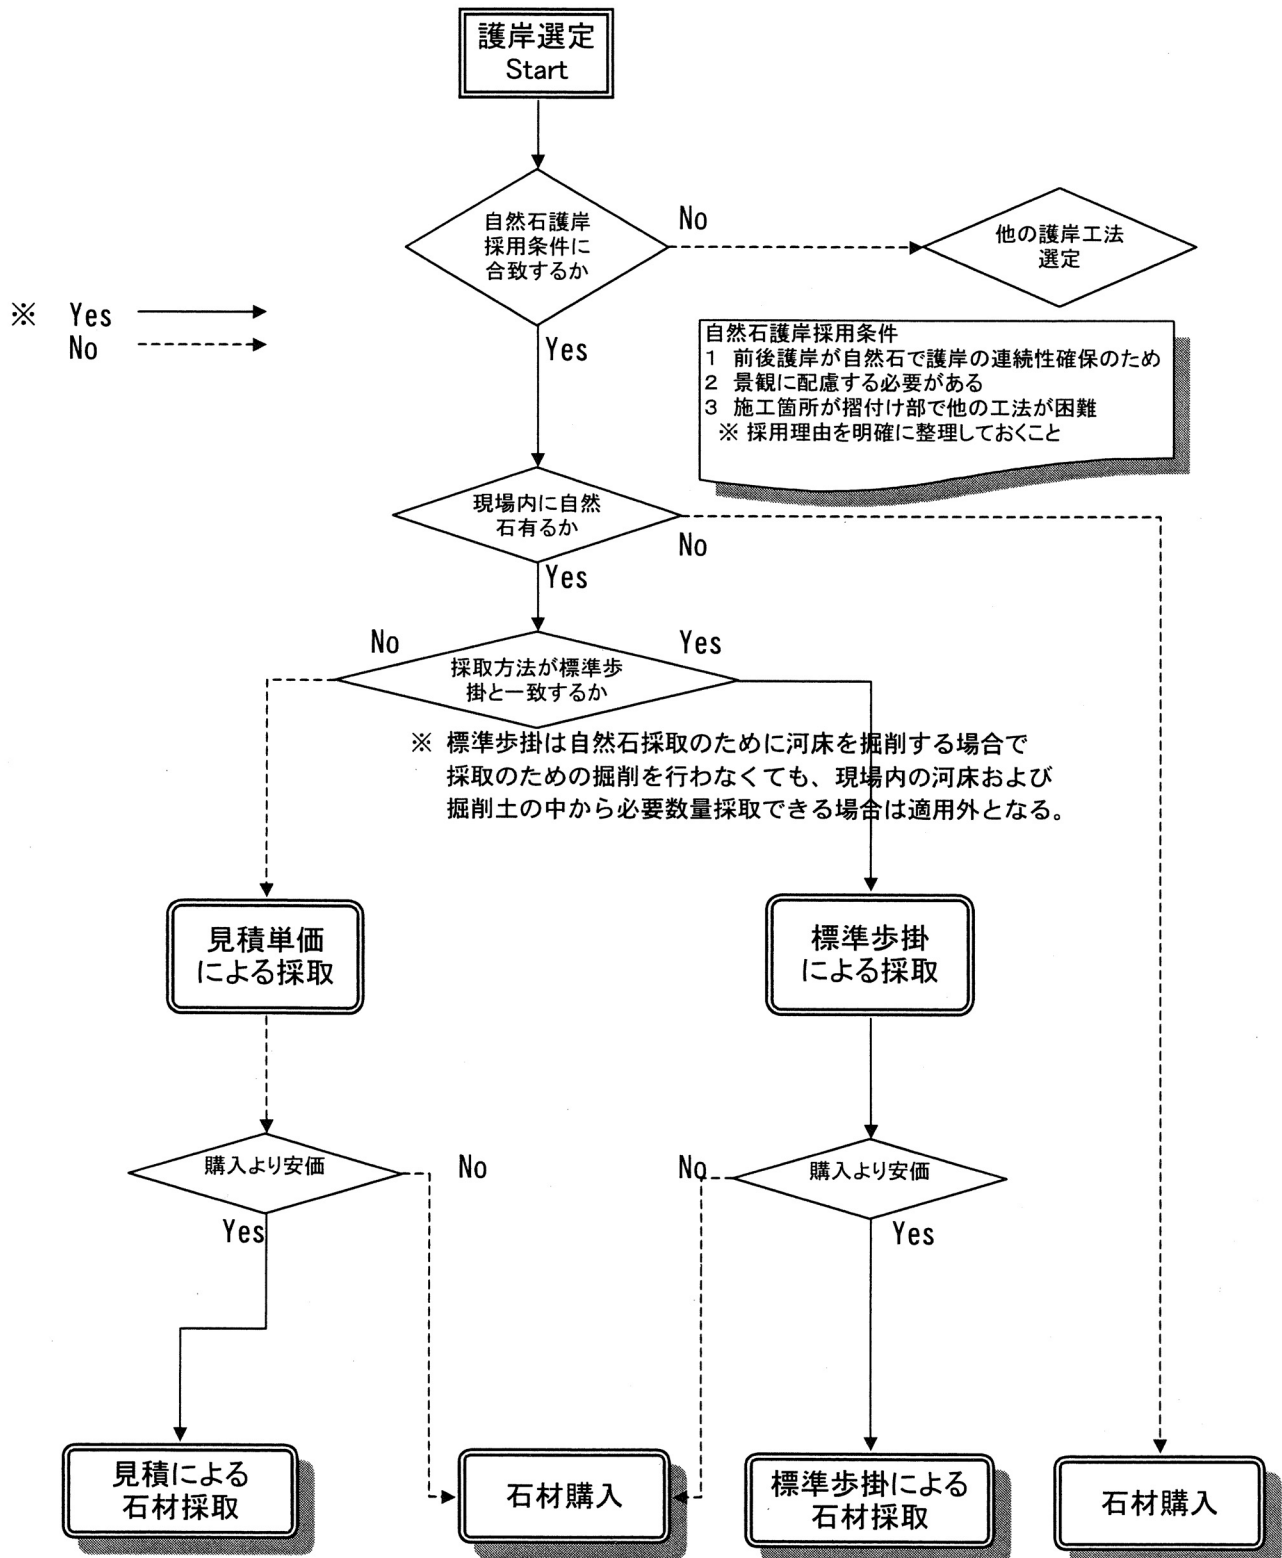 護岸選定
Start
自然石護岸
採用条件に
合致するか
No
他の護岸工法
選定
※ Yes
No
Yes
自然石護岸採用条件
1 前後護岸が自然石で護岸の連続性確保のため
2 景観に配慮する必要がある
3 施工箇所が摺付け部で他の工法が困難
※ 採用理由を明確に整理しておくこと
現場内に自然
石有るか
No
Yes
No
Yes
採取方法が標準歩
掛と一致するか
※ 標準歩掛は自然石採取のために河床を掘削する場合で
採取のための掘削を行わなくても、現場内の河床および
掘削土の中から必要数量採取できる場合は適用外となる。
見積単価
による採取
標準歩掛
による採取
購入より安価
No
Yes
No
購入より安価
Yes
見積による
石材採取
石材購入
標準歩掛による
石材採取
石材購入